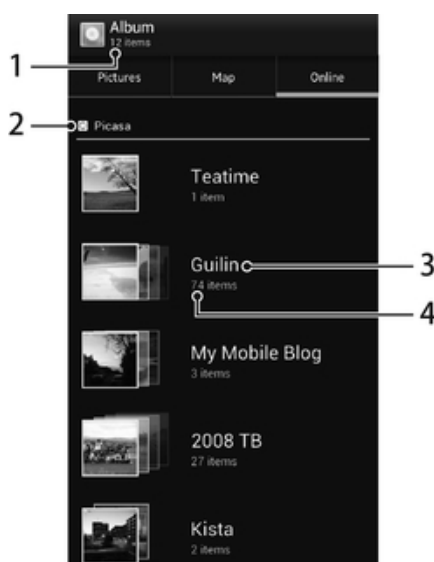 Album
12 items
1
Pictures Map Online
2
Picasa
Teatime
1 item
Guilin
3
74 items
4
My Mobile Blog
3 items
2008 TB
27 items
Kista
2 items